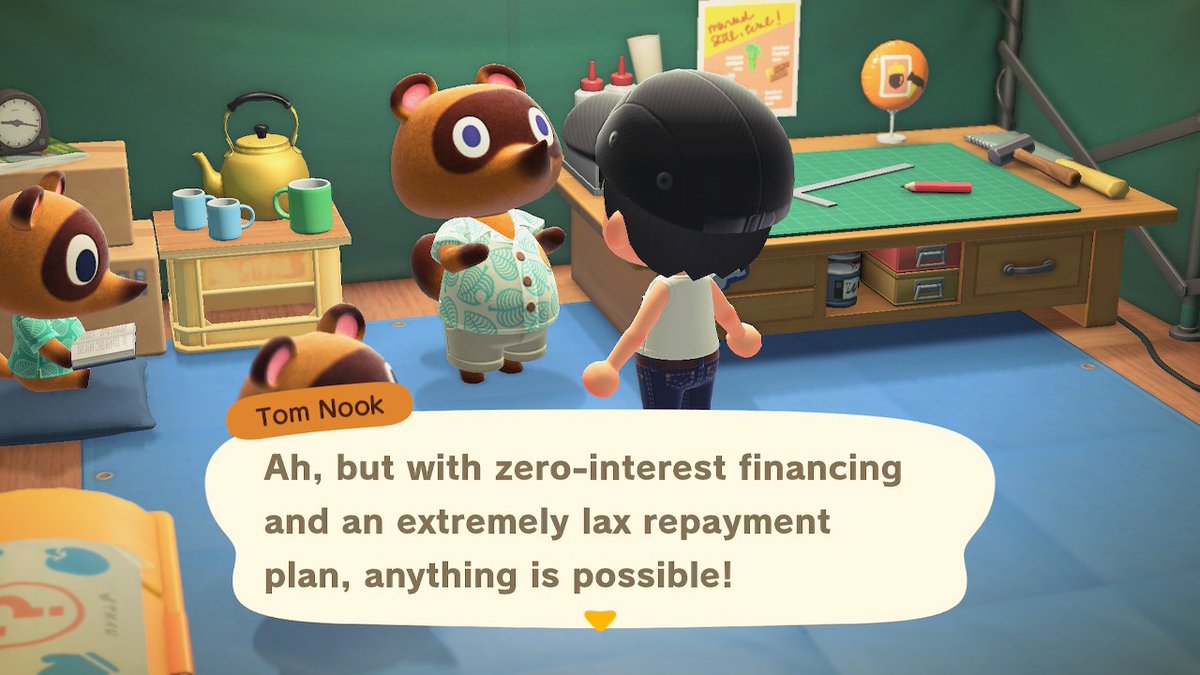 Tom Nook
Ah, but with zero-interest financing
and an extremely lax repayment
plan, anything is possible!